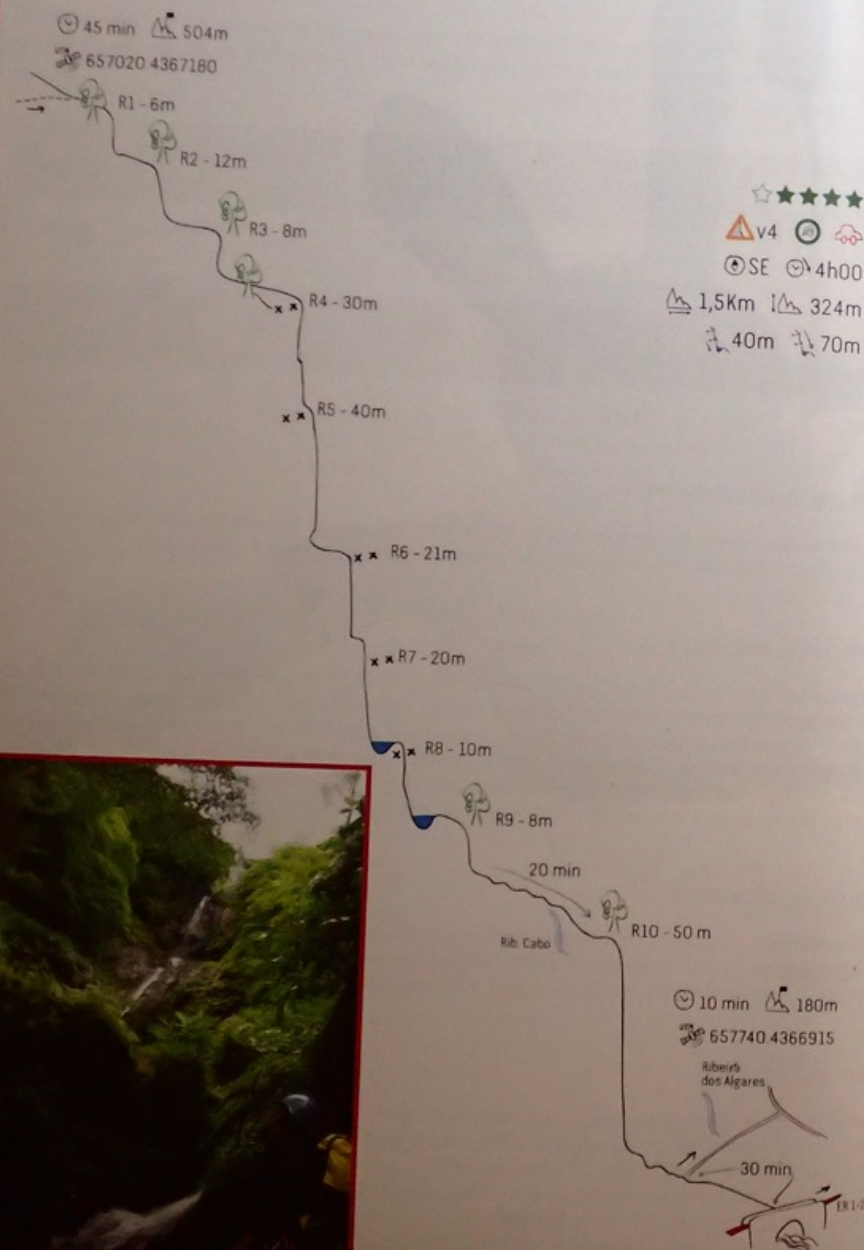 45 min 504m
657020.4367180
R1 - 6m
R2 - 12m
R3 - 8m
R4 - 30m
v4
SE 4h00
1,5Km 324m
40m 70m
R5 - 40m
R6 - 21m
R7 - 20m
R8 - 10m
R9 - 8m
20 min
R10 - 50 m
Rib. Cabo
10 min 180m
657740.4366915
Ribeira
dos Algares
30 min